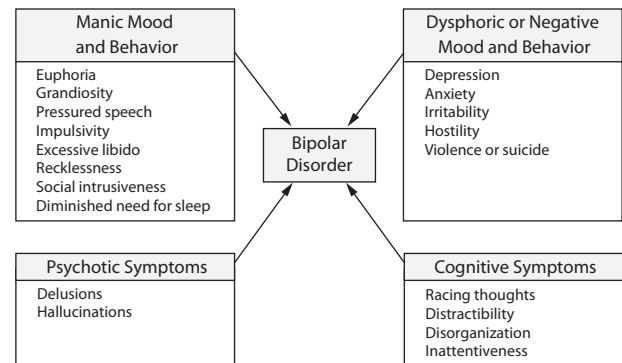 Manic Mood
and Behavior
Euphoria
Grandiosity
Pressured speech
Impulsivity
Excessive libido
Recklessness
Social intrusiveness
Diminished need for sleep
Dysphoric or Negative
Mood and Behavior
Depression
Anxiety
Irritability
Hostility
Violence or suicide
Bipolar
Disorder
Psychotic Symptoms
Delusions
Hallucinations
Cognitive Symptoms
Racing thoughts
Distractibility
Disorganization
Inattentiveness